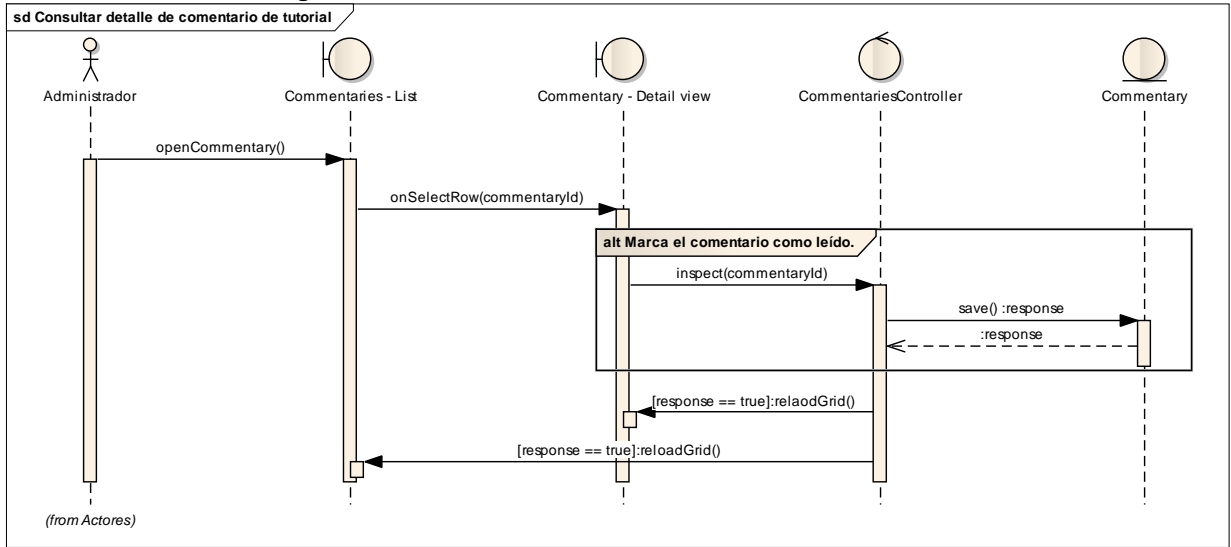 sd Consultar detalle de comentario de tutorial
Administrador
Commentaries - List
Commentary - Detail view
CommentariesController
Commentary
openCommentary()
onSelectRow(commentaryId)
alt Marca el comentario como leído.
inspect(commentaryId)
save() :response
:response
[response == true]:relaodGrid()
[response == true]:reloadGrid()
(from Actores)